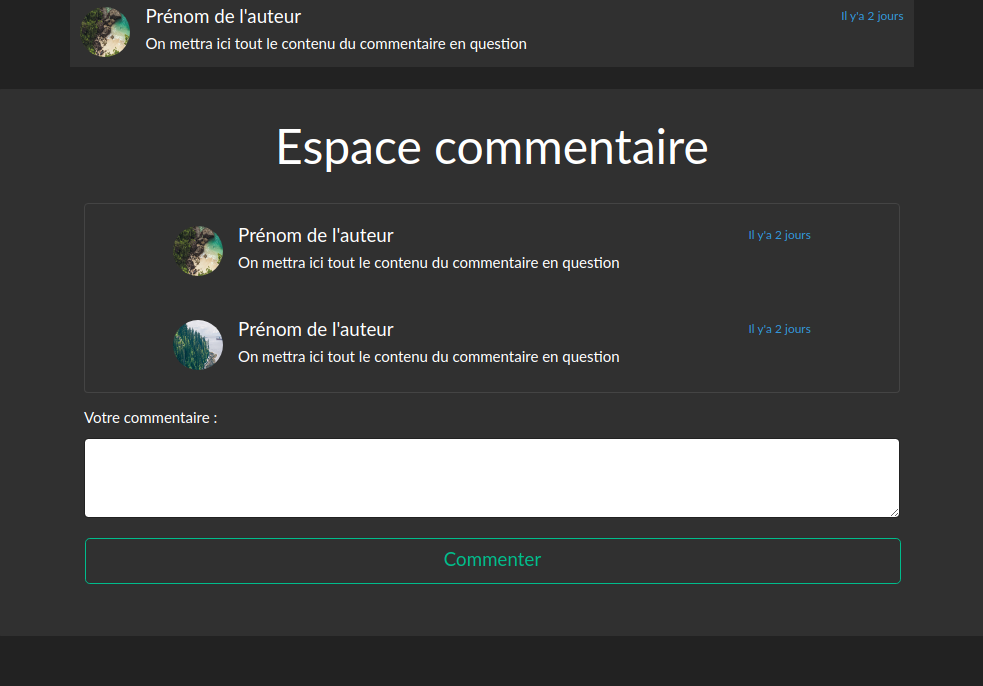 Prénom de l'auteur
Il y'a 2 jours
On mettra ici tout le contenu du commentaire en question
Espace commentaire
Prénom de l'auteur
Il y'a 2 jours
On mettra ici tout le contenu du commentaire en question
Prénom de l'auteur
Il y'a 2 jours
On mettra ici tout le contenu du commentaire en question
Votre commentaire :
Commenter